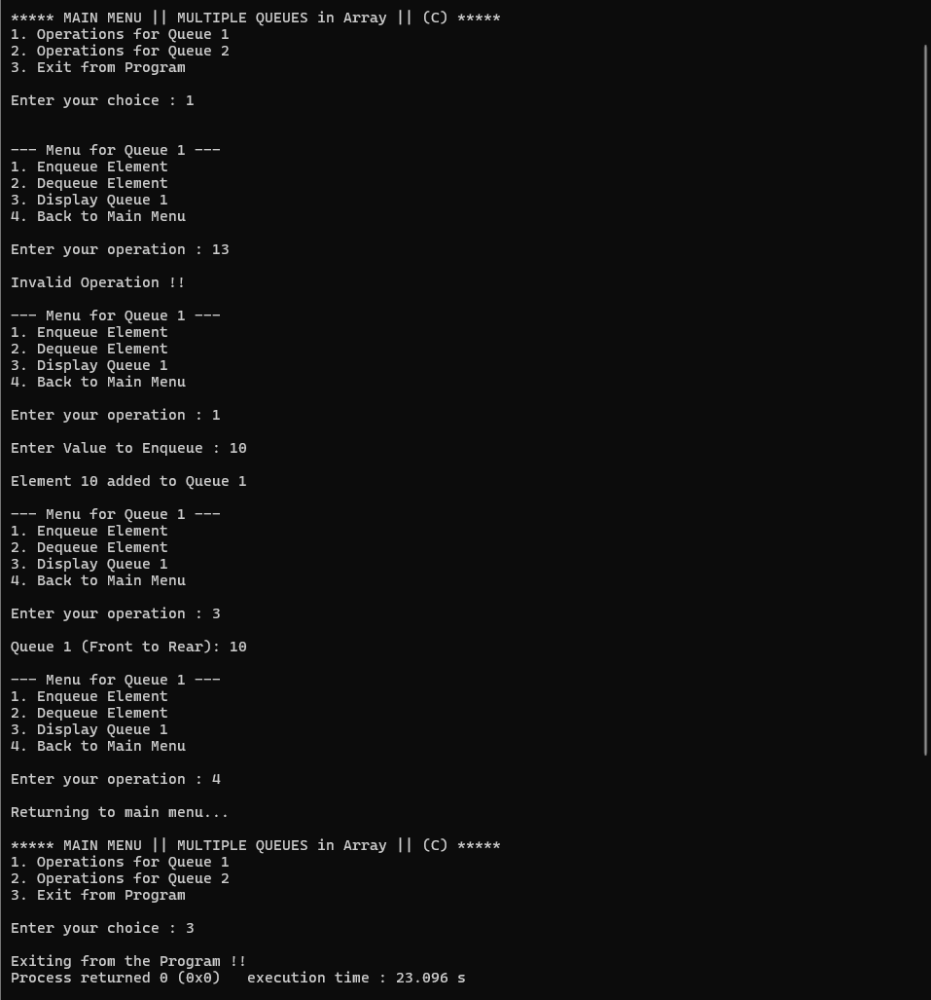 ***** MAIN MENU || MULTIPLE QUEUES in Array || (C) *****
1. Operations for Queue 1
2. Operations for Queue 2
3. Exit from Program
Enter your choice : 1
--- Menu for Queue 1 ---
1. Enqueue Element
2. Dequeue Element
3. Display Queue 1
4. Back to Main Menu
Enter your operation : 13
Invalid Operation !!
--- Menu for Queue 1 ---
1. Enqueue Element
2. Dequeue Element
3. Display Queue 1
4. Back to Main Menu
Enter your operation : 1
Enter Value to Enqueue : 10
Element 10 added to Queue 1
--- Menu for Queue 1 ---
1. Enqueue Element
2. Dequeue Element
3. Display Queue 1
4. Back to Main Menu
Enter your operation : 3
Queue 1 (Front to Rear): 10
--- Menu for Queue 1 ---
1. Enqueue Element
2. Dequeue Element
3. Display Queue 1
4. Back to Main Menu
Enter your operation : 4
Returning to main menu...
***** MAIN MENU || MULTIPLE QUEUES in Array || (C) *****
1. Operations for Queue 1
2. Operations for Queue 2
3. Exit from Program
Enter your choice : 3
Exiting from the Program !!
Process returned 0 (0x0)   execution time : 23.096 s